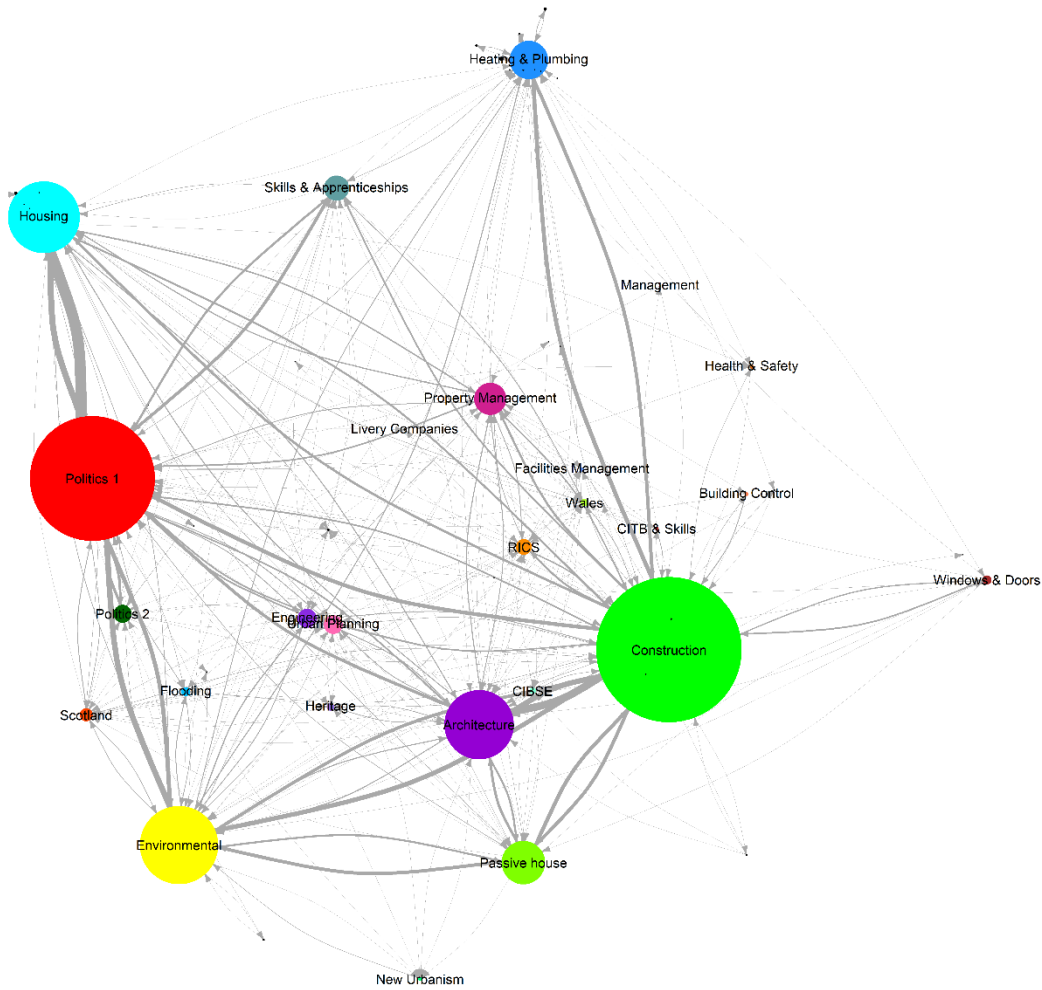 Heating & Plumbing
Skills & Apprenticeships
Housing
Management
Health & Safety
Property Management
Livery Companies
Facilities Management
Politics 1
Building Control
Wales
CITB & Skills
RICS
Windows & Doors
Politics 2
Engineering
Urban Planning
Construction
Flooding
CIBSE
Heritage
Scotland
Architecture
Environmental
Passive house
New Urbanism